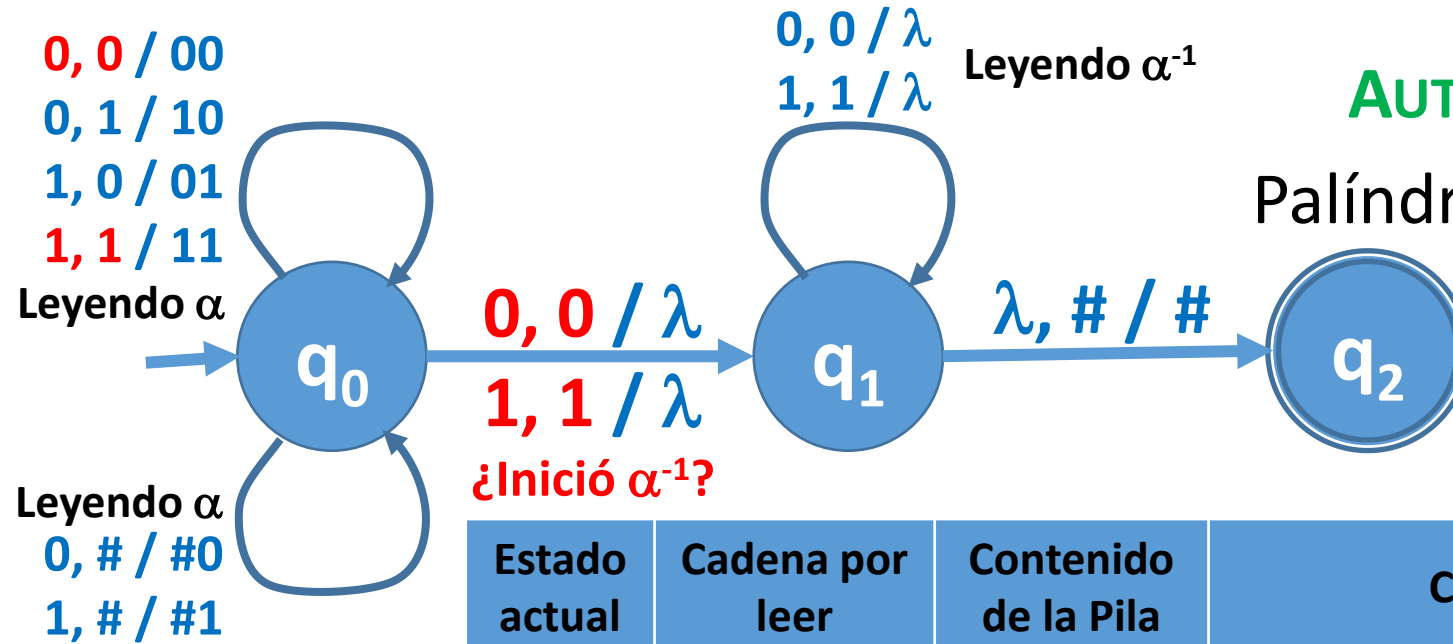 0, 0 / 00
0, 1 / 10
1, 0 / 01
1, 1 / 11
Leyendo α
0, 0 / λ
1, 1 / λ
Leyendo α⁻¹
AUT
Palíndr
q₀
0, 0 / λ
1, 1 / λ
¿Inició α⁻¹?
q₁
λ, # / #
q₂
Leyendo α
0, # / #0
1, # / #1
Estado
actual
Cadena por
leer
Contenido
de la Pila
C